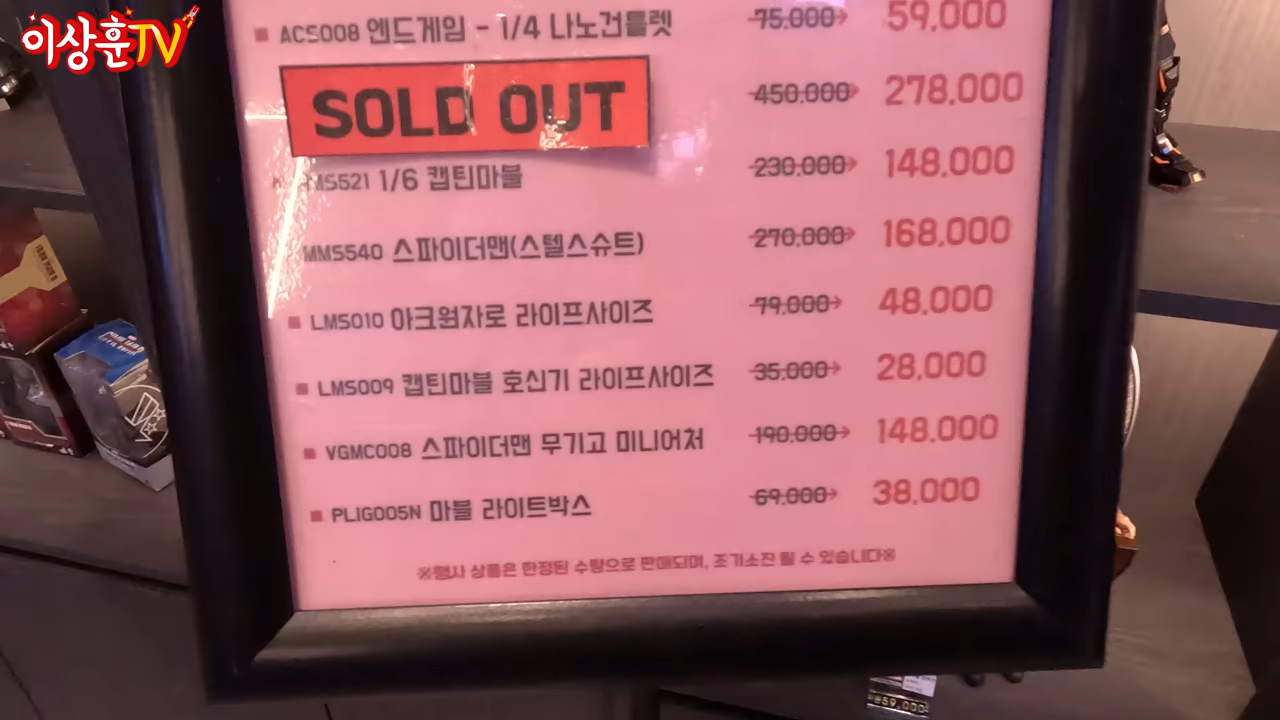 이상훈TV
■ ACS008 엔드게임 - 1/4 나노건틀렛 75,000→ 59,000
SOLD OUT 450,000→ 278,000
MMS521 1/6 캡틴마블 230,000→ 148,000
MMS540 스파이더맨(스텔스슈트) 270,000→ 168,000
■ LMS010 아크원자로 라이프사이즈 79,000→ 48,000
■ LMS009 캡틴마블 호신기 라이프사이즈 35,000→ 28,000
■ VGMC008 스파이더맨 무기고 미니어처 190,000→ 148,000
■ PLIG005N 마블 라이트박스 69,000→ 38,000
※행사 상품은 한정된 수량으로 판매되며, 조기소진 될 수 있습니다※
₩59,000